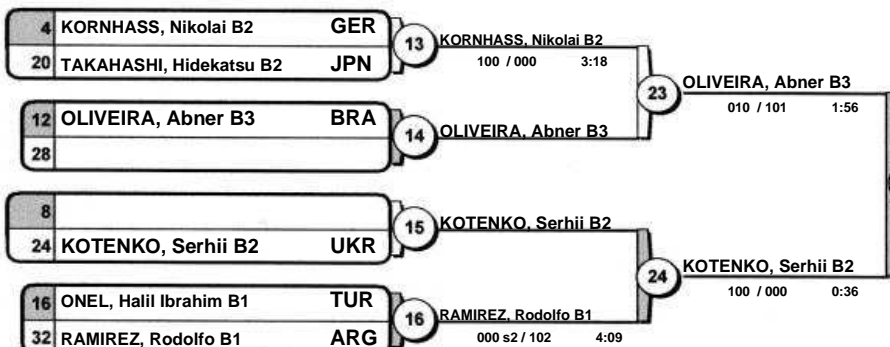 4 KORNHASS, Nikolai B2 GER
20 TAKAHASHI, Hidekatsu B2 JPN
13
KORNHASS, Nikolai B2
100 / 000 3:18
12 OLIVEIRA, Abner B3 BRA
28
14
OLIVEIRA, Abner B3
23
OLIVEIRA, Abner B3
010 / 101 1:56
8
24 KOTENKO, Serhii B2 UKR
15
KOTENKO, Serhii B2
16 ONEL, Halil Ibrahim B1 TUR
32 RAMIREZ, Rodolfo B1 ARG
16
RAMIREZ, Rodolfo B1
000 s2 / 102 4:09
24
KOTENKO, Serhii B2
100 / 000 0:36